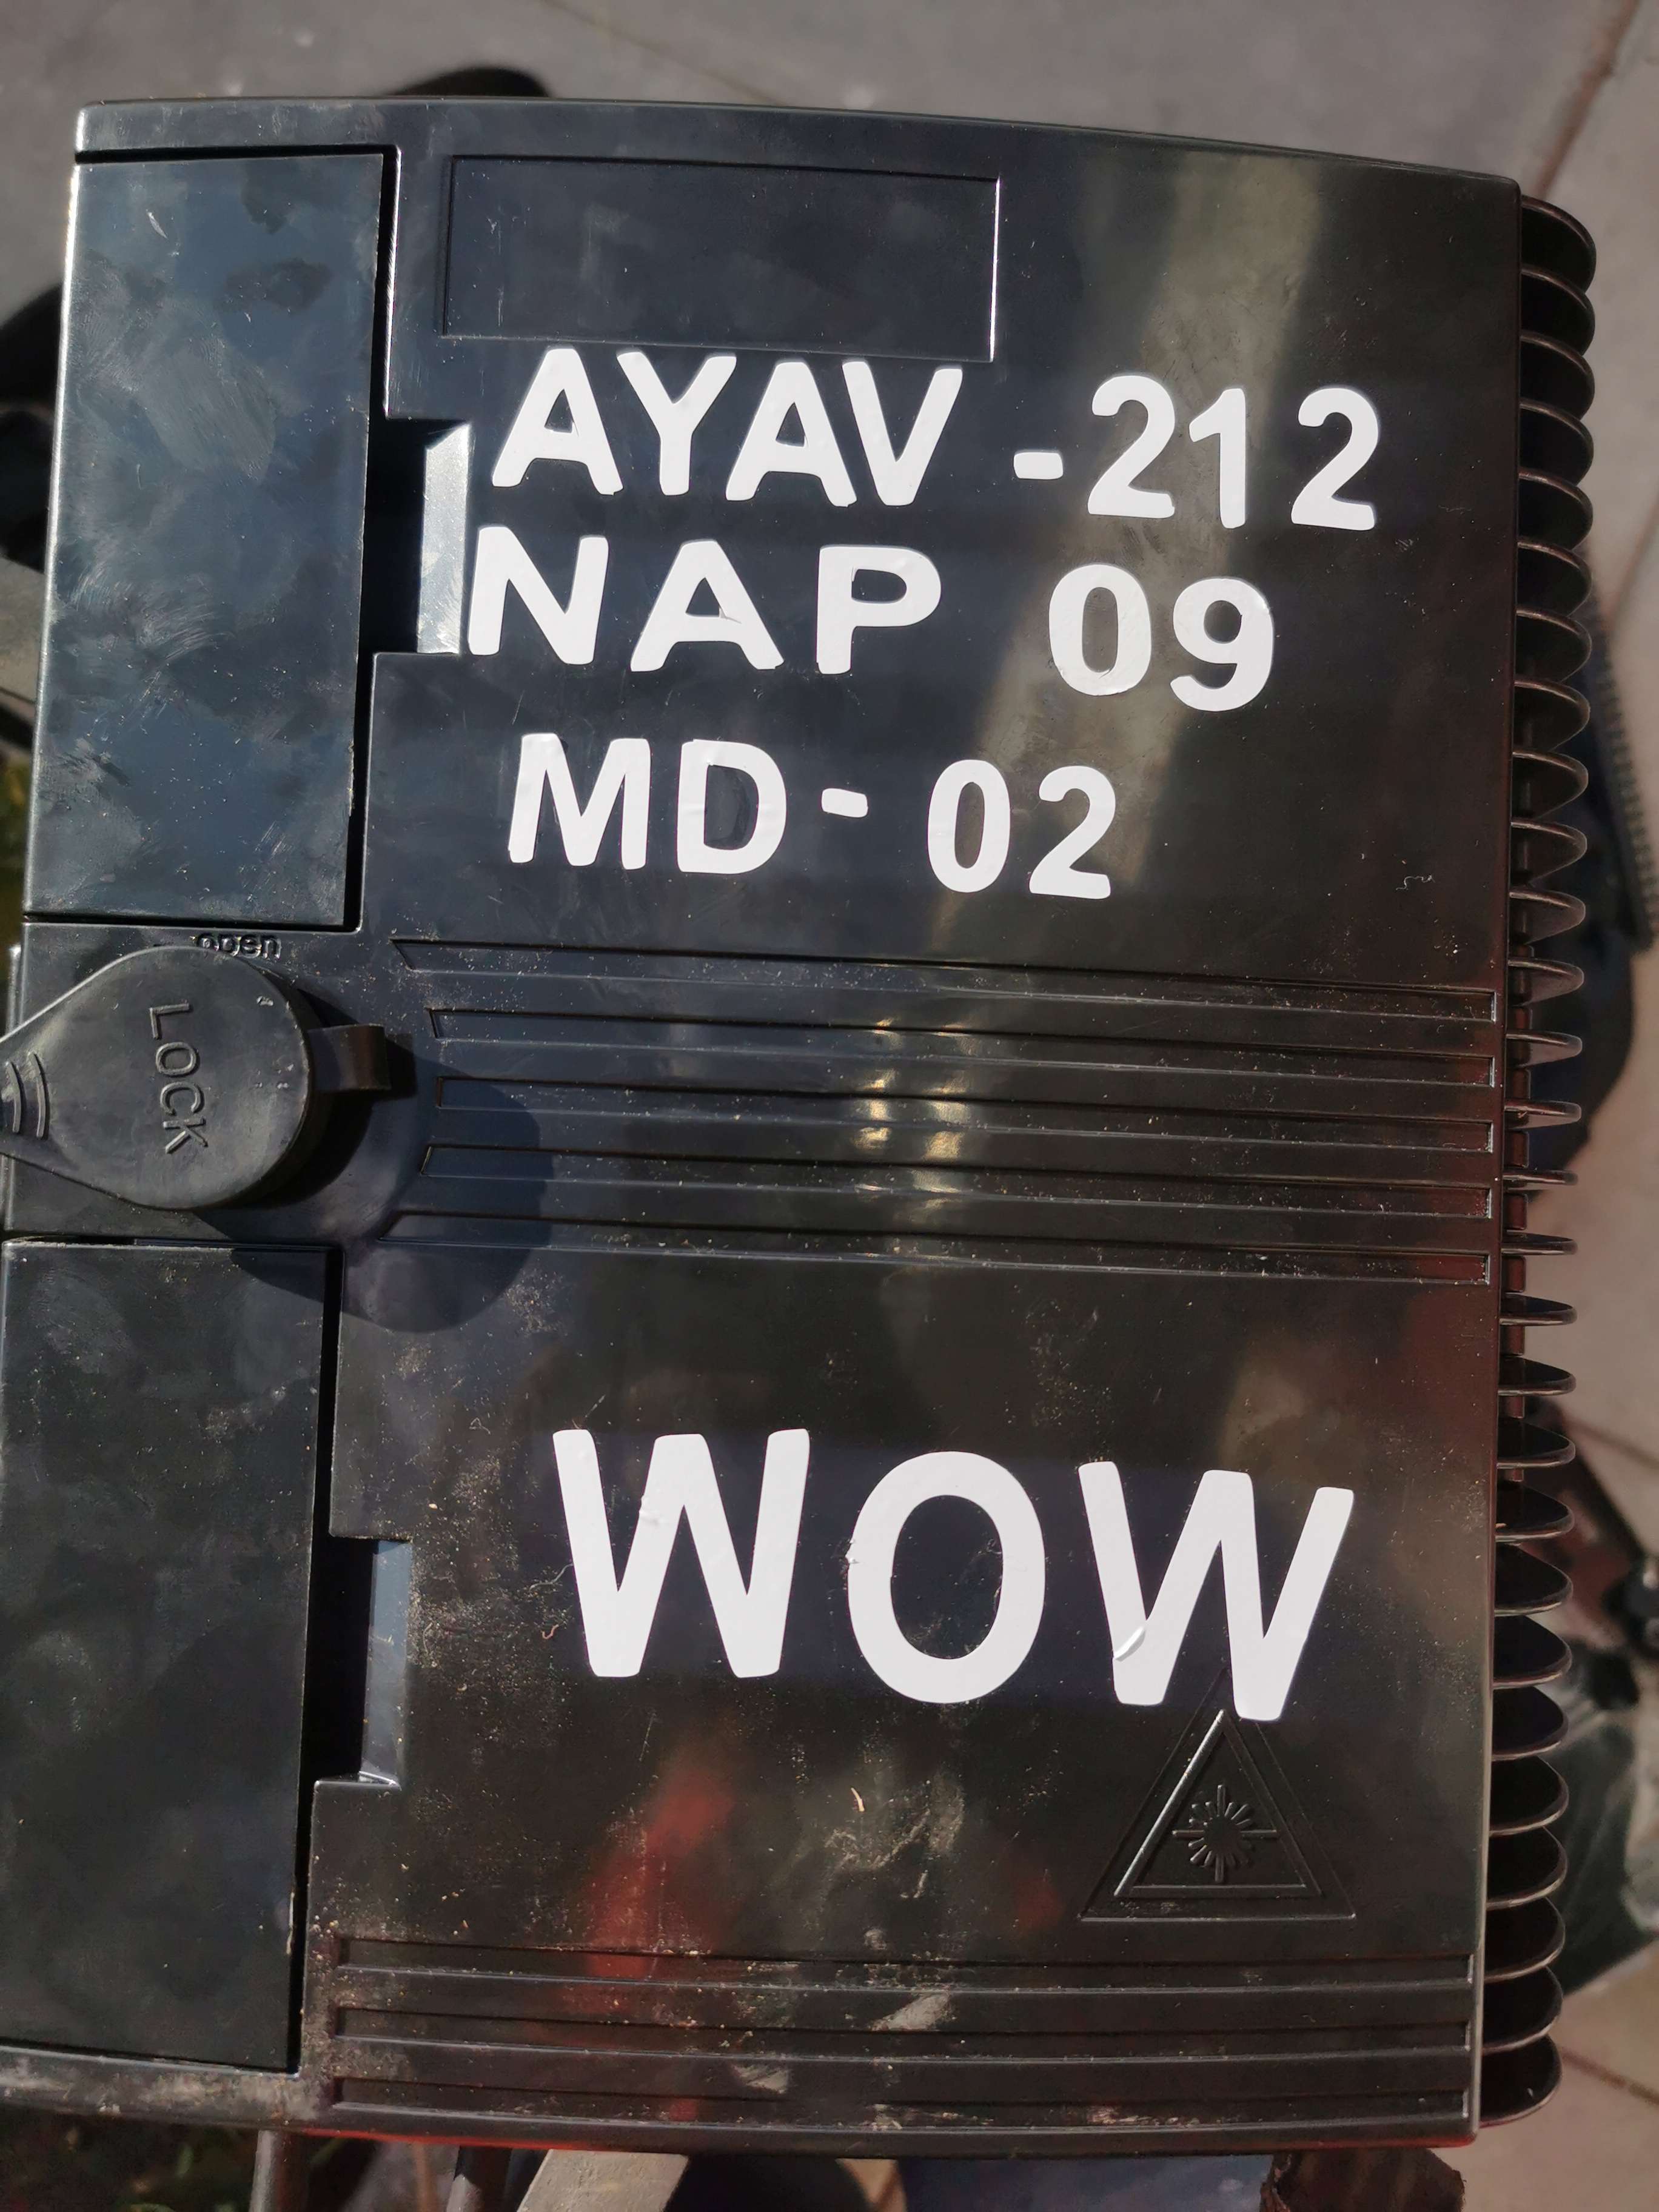 AYAV -212
NAP 09
MD- 02
open
LOCK
WOW